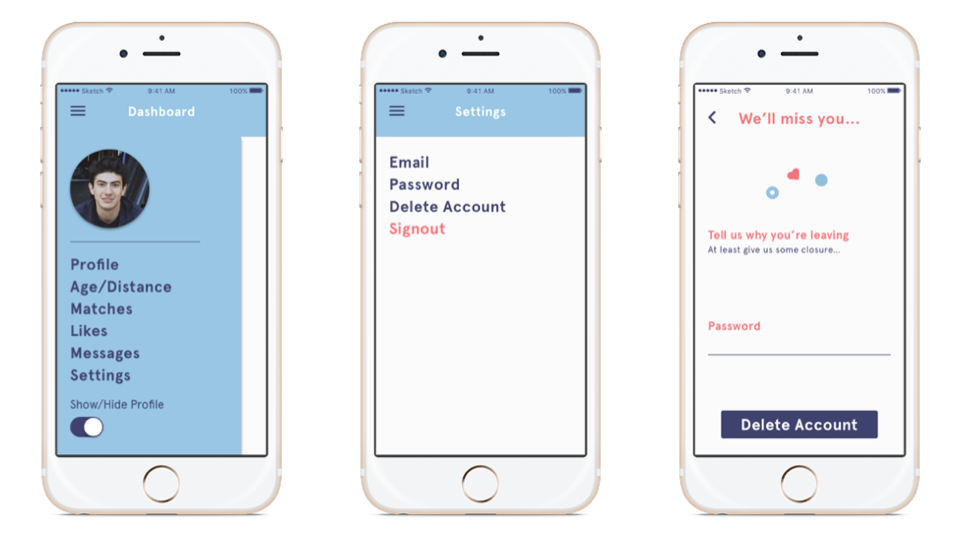 Sketch 9:41 AM 100%
Dashboard
Profile
Age/Distance
Matches
Likes
Messages
Settings
Show/Hide Profile
Sketch 9:41 AM 100%
Settings
Email
Password
Delete Account
Signout
Sketch 9:41 AM 100%
We'll miss you...
Tell us why you're leaving
At least give us some closure...
Password
Delete Account